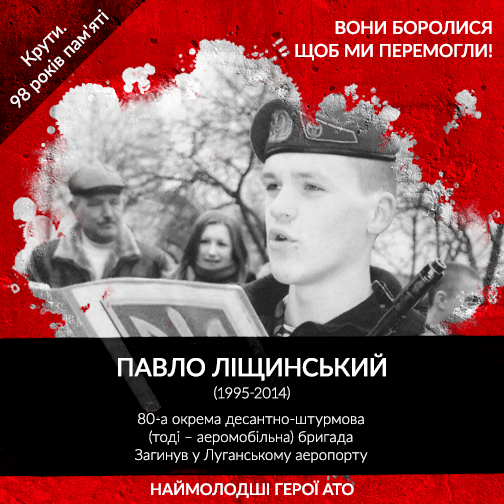 Крути.
98 років пам'яті
ВОНИ БОРОЛИСЯ
ЩОБ МИ ПЕРЕМОГЛИ!
ПАВЛО ЛІЩИНСЬКИЙ
(1995-2014)
80-а окрема десантно-штурмова
(тоді – аеромобільна) бригада
Загинув у Луганському аеропорту
НАЙМОЛОДШІ ГЕРОЇ АТО